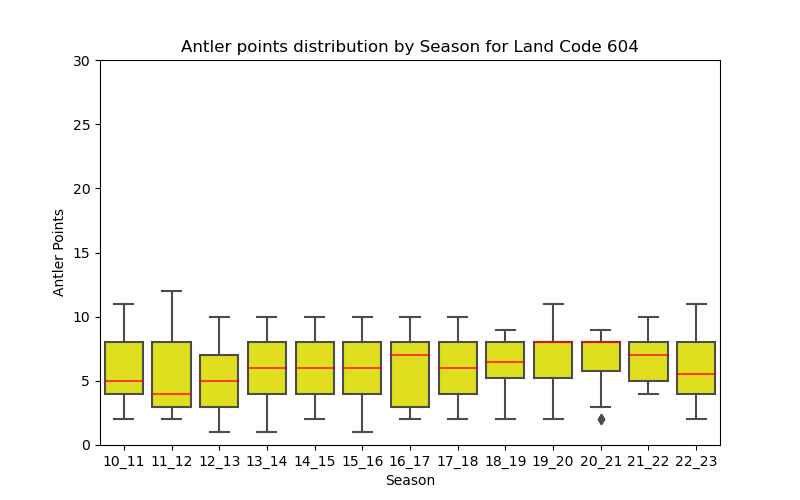 Antler points distribution by Season for Land Code 604
30
25
20
15
10
5
0
Antler Points
10_11 11_12 12_13 13_14 14_15 15_16 16_17 17_18 18_19 19_20 20_21 21_22 22_23
Season